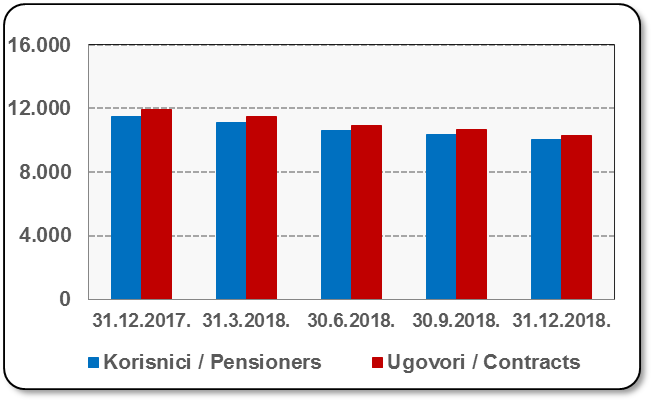 16.000
12.000
8.000
4.000
0
31.12.2017. 31.3.2018. 30.6.2018. 30.9.2018. 31.12.2018.
Korisnici / Pensioners Ugovori / Contracts